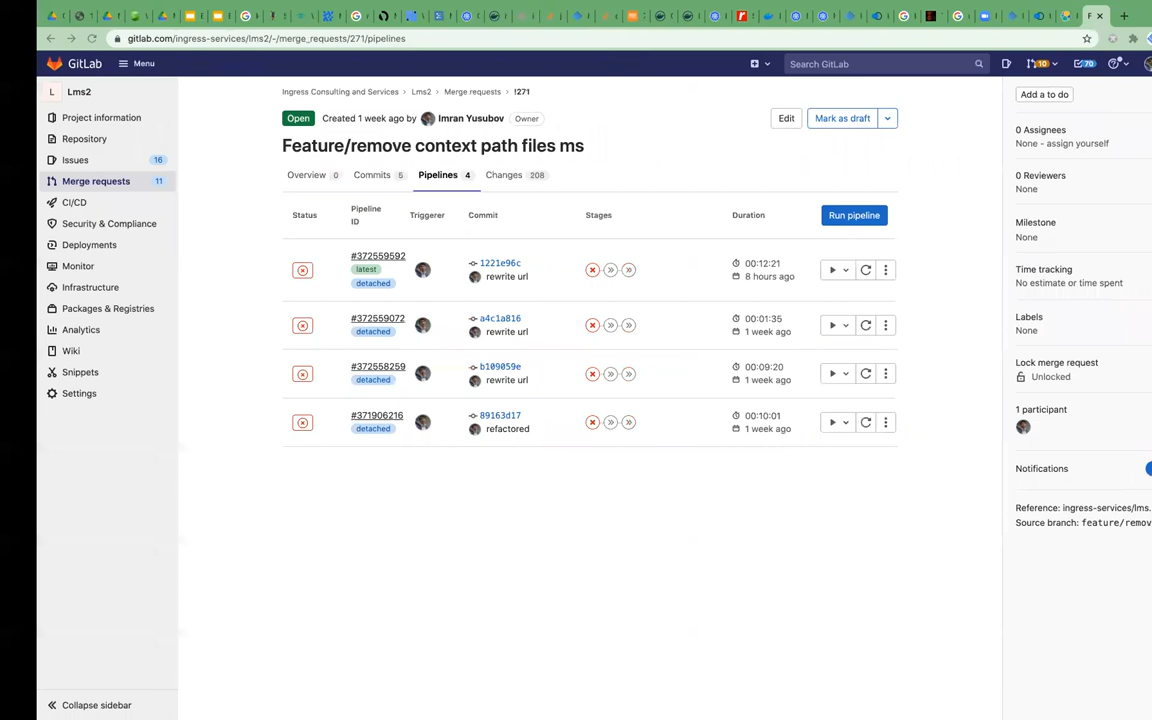 F
gitlab.com/ingress-services/lms2/-/merge_requests/271/pipelines
GitLab Menu Search GitLab 10 70
L Lms2
Project information
Repository
Issues 16
Merge requests 11
CI/CD
Security & Compliance
Deployments
Monitor
Infrastructure
Packages & Registries
Analytics
Wiki
Snippets
Settings
Collapse sidebar
Ingress Consulting and Services Lms2 Merge requests !271
Open Created 1 week ago by Imran Yusubov Owner
Edit Mark as draft
Feature/remove context path files ms
Overview 0 Commits 5 Pipelines 4 Changes 208
Status Pipeline ID Triggerer Commit Stages Duration Run pipeline
#372559592 1221e96c 00:12:21
latest rewrite url 8 hours ago
detached
#372559072 a4c1a816 00:01:35
detached rewrite url 1 week ago
#372558259 b109059e 00:09:20
detached rewrite url 1 week ago
#371906216 89163d17 00:10:01
detached refactored 1 week ago
Add a to do
0 Assignees
None - assign yourself
0 Reviewers
None
Milestone
None
Time tracking
No estimate or time spent
Labels
None
Lock merge request
Unlocked
1 participant
Notifications
Reference: ingress-services/lms.
Source branch: feature/remov